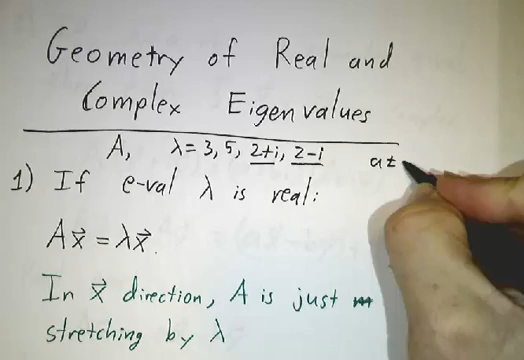 Geometry of Real and
Complex Eigenvalues
A, λ = 3, 5, 2+i, 2-i a±
1) If e-val λ is real:
Ax⃗ = λx⃗.
In x⃗ direction, A is just
stretching by λ